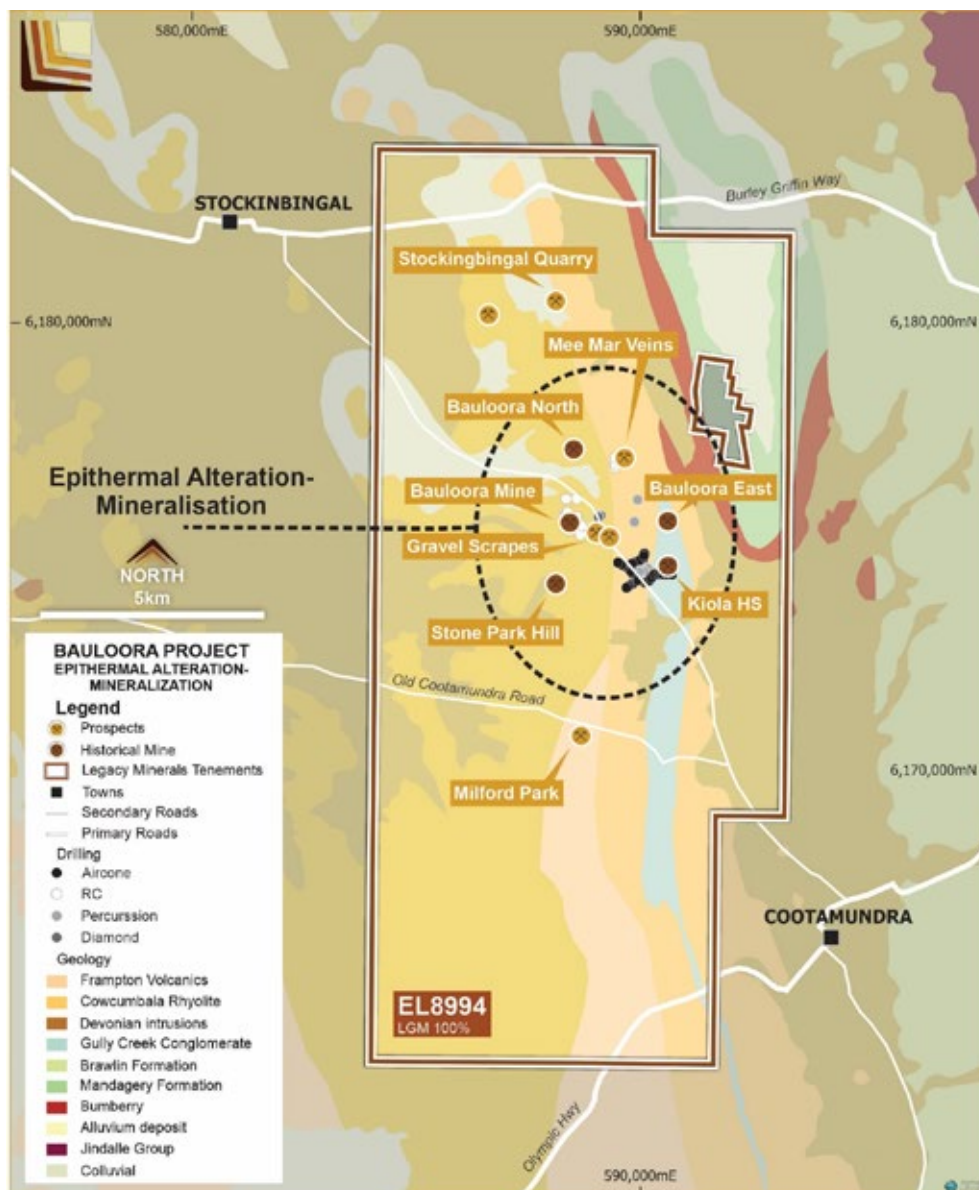 580,000mE
590,000mE
STOCKINBINGAL
Burley Griffin Way
Stockingbingal Quarry
6,180,000mN
6,180,000mN
Mee Mar Veins
Bauloora North
Epithermal Alteration-
Mineralisation
Bauloora Mine
Bauloora East
Gravel Scrapes
NORTH
5km
Kiola HS
Stone Park Hill
BAULOORA PROJECT
EPITHERMAL ALTERATION-
MINERALIZATION
Legend
Prospects
Historical Mine
Legacy Minerals Tenements
Towns
Secondary Roads
Primary Roads
Drilling
Aircone
RC
Percurssion
Diamond
Geology
Frampton Volcanics
Cowcumbala Rhyolite
Devonian intrusions
Gully Creek Conglomerate
Brawlin Formation
Mandagery Formation
Bumberry
Alluvium deposit
Jindalle Group
Colluvial
Old Cootamundra Road
6,170,000mN
Milford Park
COOTAMUNDRA
EL8994
LGM 100%
Olympic Hwy
590,000mE